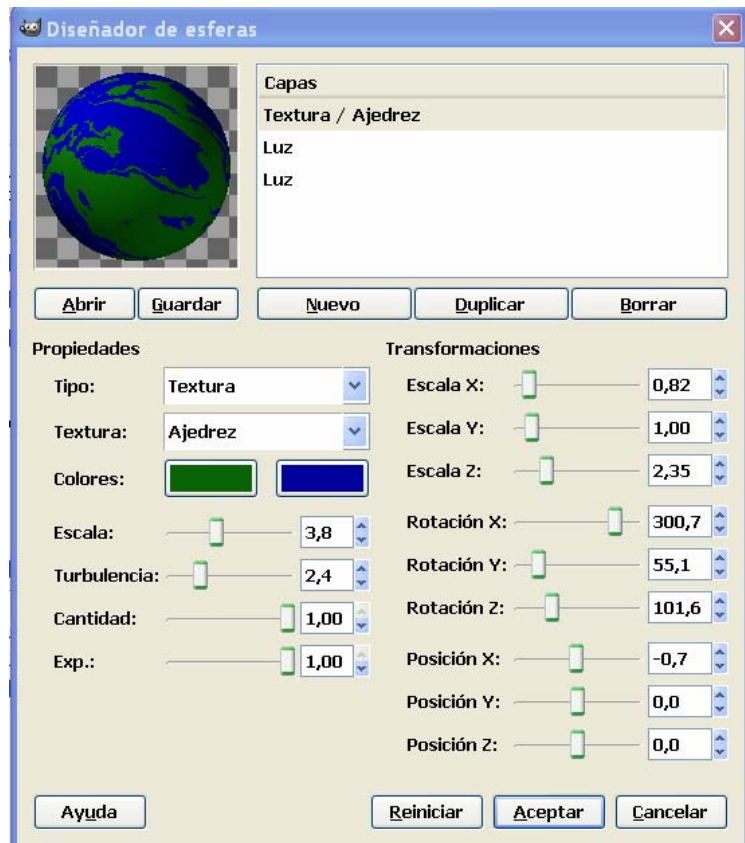 Diseñador de esferas
Capas
Textura / Ajedrez
Luz
Luz
Abrir Guardar Nuevo Duplicar Borrar
Propiedades
Tipo: Textura
Textura: Ajedrez
Colores:
Escala: 3,8
Turbulencia: 2,4
Cantidad: 1,00
Exp.: 1,00
Transformaciones
Escala X: 0,82
Escala Y: 1,00
Escala Z: 2,35
Rotación X: 300,7
Rotación Y: 55,1
Rotación Z: 101,6
Posición X: -0,7
Posición Y: 0,0
Posición Z: 0,0
Ayuda Reiniciar Aceptar Cancelar